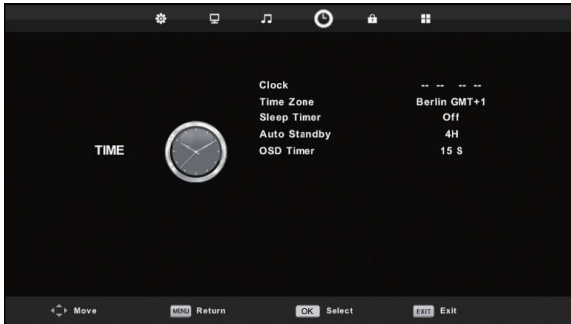 Clock -- -- -- --
Time Zone Berlin GMT+1
Sleep Timer Off
Auto Standby 4H
TIME
OSD Timer 15 S
Move MENU Return OK Select EXIT Exit